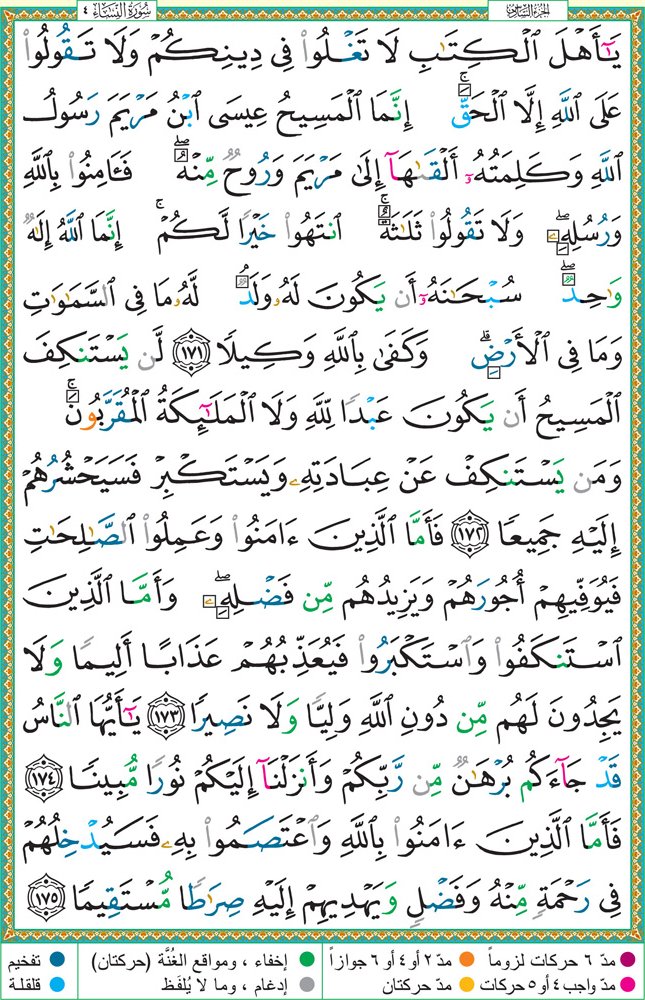 سُورَةُ النِّسَاءِ ٤
الجزء السادس
يَـٰٓأَهْلَ ٱلْكِتَـٰبِ لَا تَغْلُوا۟ فِى دِينِكُمْ وَلَا تَقُولُوا۟
عَلَى ٱللَّهِ إِلَّا ٱلْحَقَّ ۚ إِنَّمَا ٱلْمَسِيحُ عِيسَى ٱبْنُ مَرْيَمَ رَسُولُ
ٱللَّهِ وَكَلِمَتُهُۥٓ أَلْقَىٰهَآ إِلَىٰ مَرْيَمَ وَرُوحٌ مِّنْهُ ۖ فَـَٔامِنُوا۟ بِٱللَّهِ
وَرُسُلِهِۦ ۖ وَلَا تَقُولُوا۟ ثَلَـٰثَةٌ ۚ ٱنتَهُوا۟ خَيْرًا لَّكُمْ ۚ إِنَّمَا ٱللَّهُ إِلَـٰهٌ
وَٰحِدٌ ۖ سُبْحَـٰنَهُۥٓ أَن يَكُونَ لَهُۥ وَلَدٌ ۘ لَّهُۥ مَا فِى ٱلسَّمَـٰوَٰتِ
وَمَا فِى ٱلْأَرْضِ ۗ وَكَفَىٰ بِٱللَّهِ وَكِيلًا ١٧١ لَّن يَسْتَنكِفَ
ٱلْمَسِيحُ أَن يَكُونَ عَبْدًا لِّلَّهِ وَلَا ٱلْمَلَـٰٓئِكَةُ ٱلْمُقَرَّبُونَ ۚ
وَمَن يَسْتَنكِفْ عَنْ عِبَادَتِهِۦ وَيَسْتَكْبِرْ فَسَيَحْشُرُهُمْ
إِلَيْهِ جَمِيعًا ١٧٢ فَأَمَّا ٱلَّذِينَ ءَامَنُوا۟ وَعَمِلُوا۟ ٱلصَّـٰلِحَـٰتِ
فَيُوَفِّيهِمْ أُجُورَهُمْ وَيَزِيدُهُم مِّن فَضْلِهِۦ ۖ وَأَمَّا ٱلَّذِينَ
ٱسْتَنكَفُوا۟ وَٱسْتَكْبَرُوا۟ فَيُعَذِّبُهُمْ عَذَابًا أَلِيمًا وَلَا
يَجِدُونَ لَهُم مِّن دُونِ ٱللَّهِ وَلِيًّا وَلَا نَصِيرًا ١٧٣ يَـٰٓأَيُّهَا ٱلنَّاسُ
قَدْ جَآءَكُم بُرْهَـٰنٌ مِّن رَّبِّكُمْ وَأَنزَلْنَآ إِلَيْكُمْ نُورًا مُّبِينًا ١٧٤
فَأَمَّا ٱلَّذِينَ ءَامَنُوا۟ بِٱللَّهِ وَٱعْتَصَمُوا۟ بِهِۦ فَسَيُدْخِلُهُمْ
فِى رَحْمَةٍ مِّنْهُ وَفَضْلٍ وَيَهْدِيهِمْ إِلَيْهِ صِرَٰطًا مُّسْتَقِيمًا ١٧٥
مدّ ٦ حركات لزوماً مدّ ٢ أو ٤ أو ٦ جوازاً إخفاء ، ومواقع الغُنَّة (حركتان) تفخيم
مدّ واجب ٤ أو ٥ حركات مدّ حركتان إدغام ، وما لا يُلفَظ قلقلة